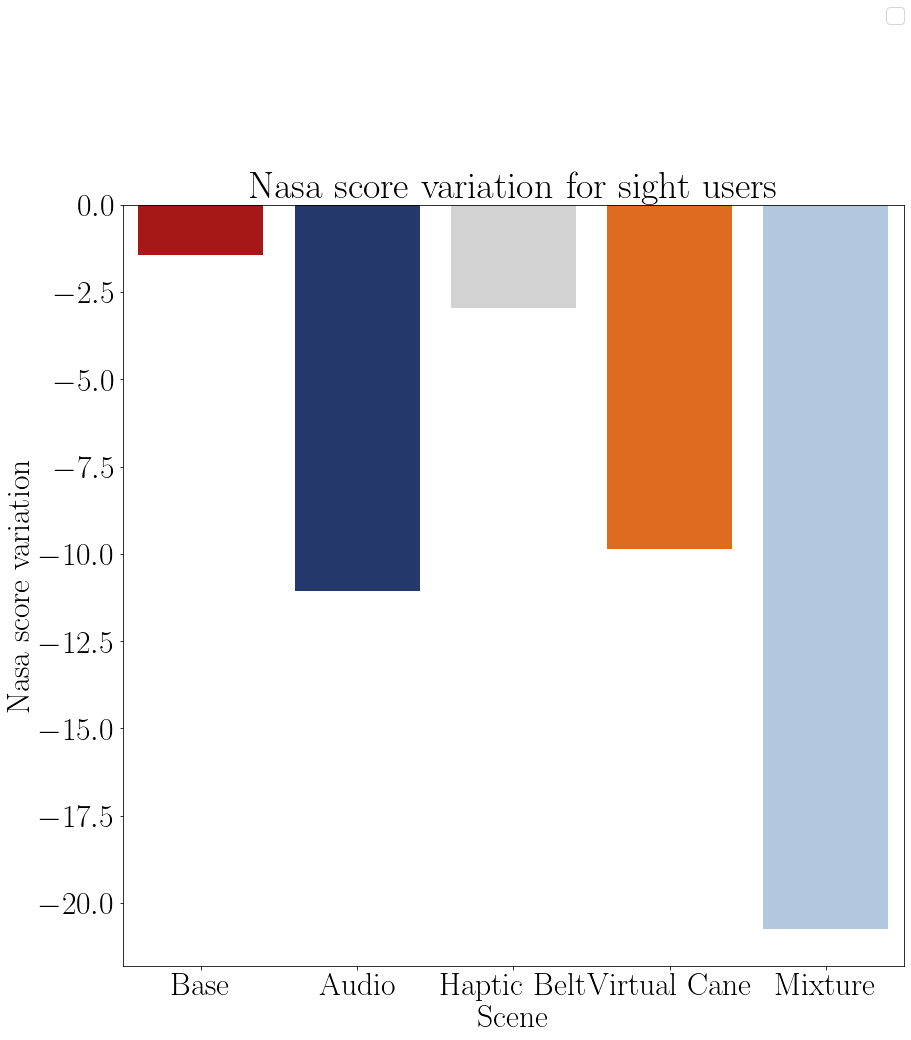 Nasa score variation for sight users
0.0
−2.5
−5.0
−7.5
−10.0
−12.5
−15.0
−17.5
−20.0
Nasa score variation
Base Audio Haptic Belt Virtual Cane Mixture
Scene